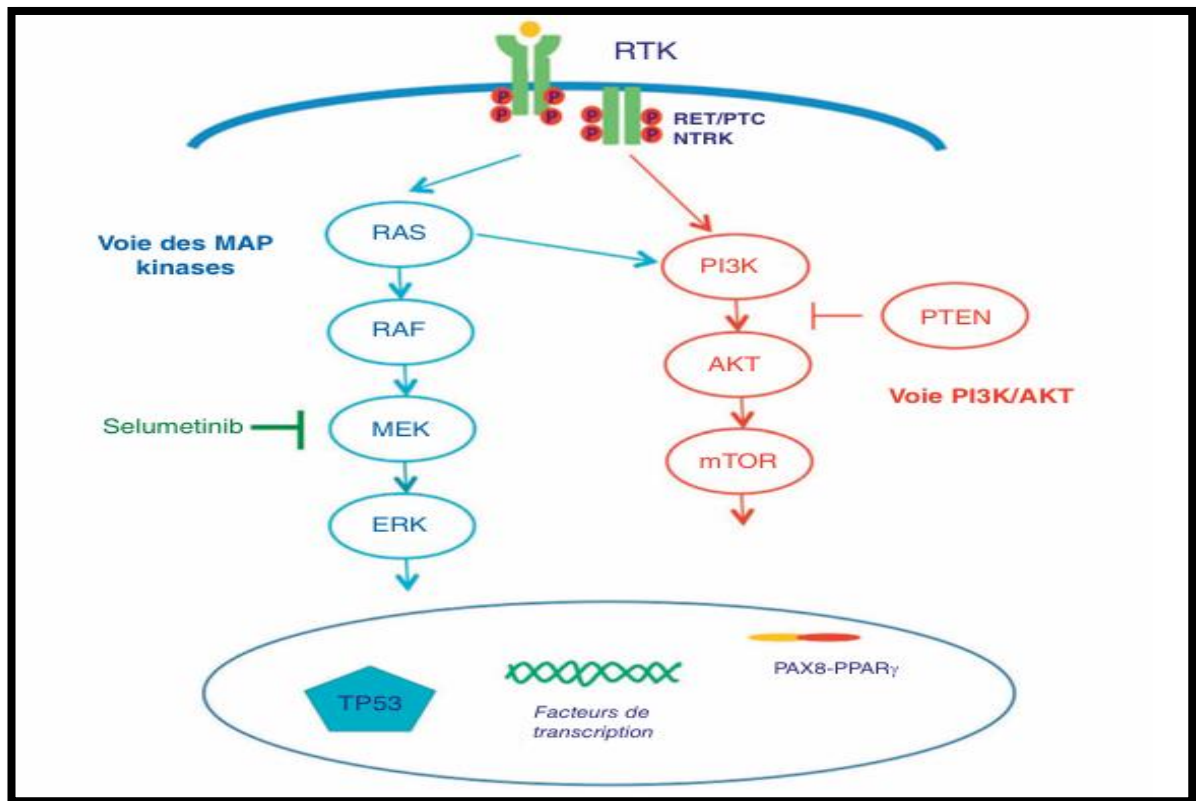 RTK
P
P
P
P
P
P
P
P
RET/PTC
NTRK
Voie des MAP
kinases
RAS
PI3K
RAF
PTEN
AKT
Voie PI3K/AKT
Selumetinib
MEK
mTOR
ERK
TP53
Facteurs de
transcription
PAX8-PPARγ